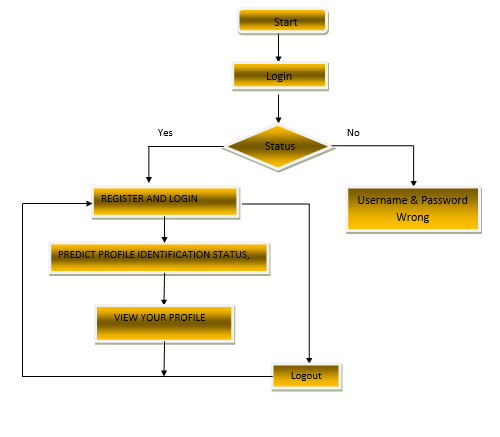 Start
Login
Yes
No
Status
REGISTER AND LOGIN
Username & Password
Wrong
PREDICT PROFILE IDENTIFICATION STATUS,
VIEW YOUR PROFILE
Logout